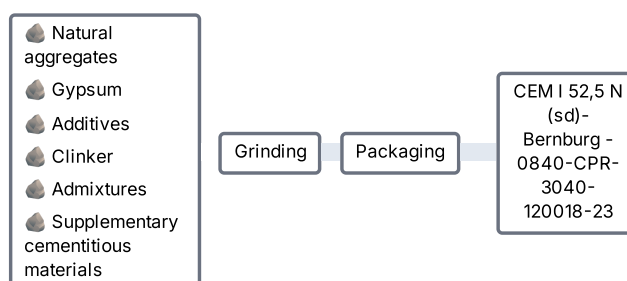 Natural
aggregates
Gypsum
Additives
Clinker
Admixtures
Supplementary
cementitious
materials
Grinding
Packaging
CEM I 52,5 N
(sd)-
Bernburg -
0840-CPR-
3040-
120018-23